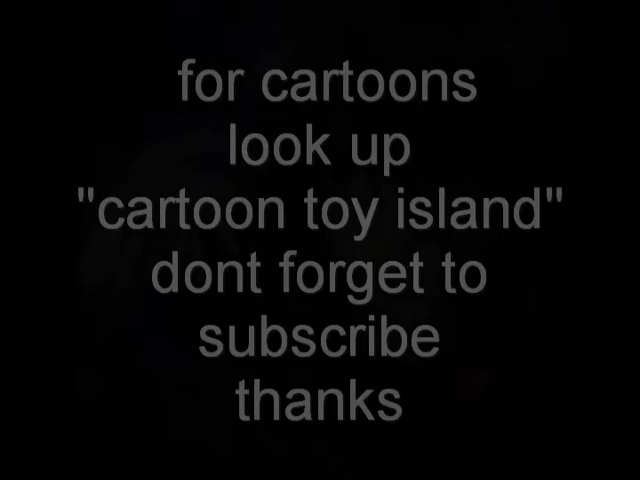 for cartoons
look up
"cartoon toy island"
dont forget to
subscribe
thanks